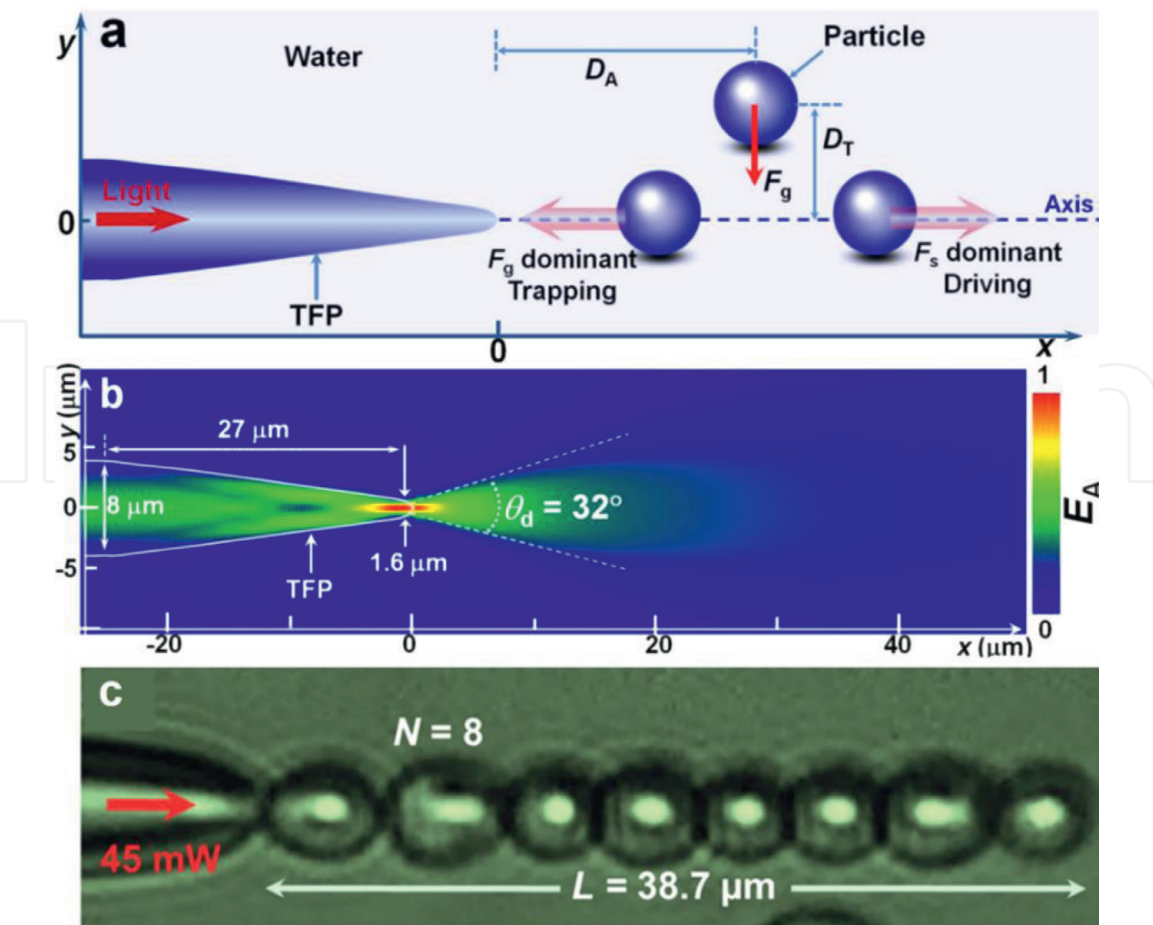 a
y
Water
Particle
D_A
D_T
F_g
Light
0
Axis
F_g dominant
Trapping
F_s dominant
Driving
TFP
0
x
b
y (μm)
1
27 μm
5
8 μm
0
θ_d = 32°
E_A
-5
1.6 μm
TFP
0
-20
0
20
40
x (μm)
c
N = 8
45 mW
L = 38.7 μm